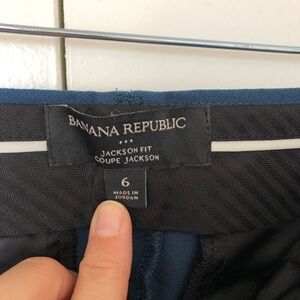 BANANA REPUBLIC
JACKSON FIT
COUPE JACKSON
6
MADE IN
JORDAN